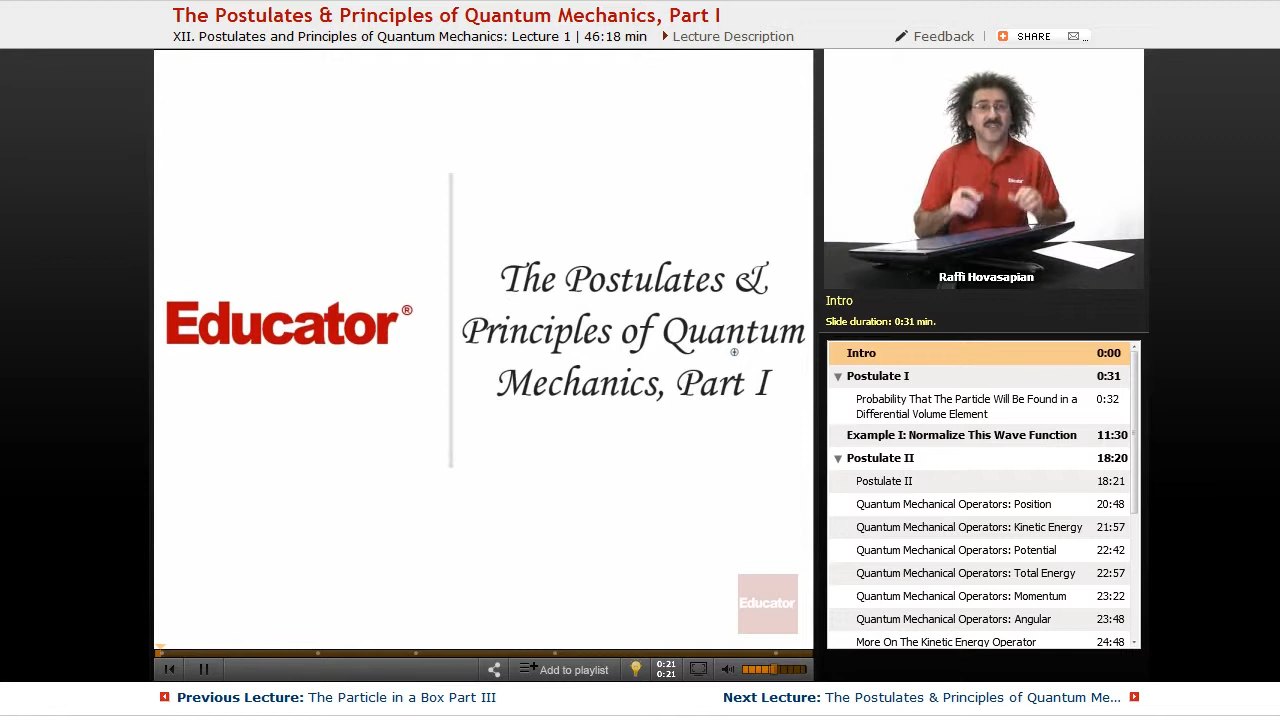 The Postulates & Principles of Quantum Mechanics, Part I
XII. Postulates and Principles of Quantum Mechanics: Lecture 1 | 46:18 min
Lecture Description
Feedback
SHARE
...
Educator®
The Postulates &
Principles of Quantum
Mechanics, Part I
Educator
Educator
Raffi Hovasapian
Intro
Slide duration: 0:31 min.
Intro 0:00
Postulate I 0:31
Probability That The Particle Will Be Found in a 0:32
Differential Volume Element
Example I: Normalize This Wave Function 11:30
Postulate II 18:20
Postulate II 18:21
Quantum Mechanical Operators: Position 20:48
Quantum Mechanical Operators: Kinetic Energy 21:57
Quantum Mechanical Operators: Potential 22:42
Quantum Mechanical Operators: Total Energy 22:57
Quantum Mechanical Operators: Momentum 23:22
Quantum Mechanical Operators: Angular 23:48
More On The Kinetic Energy Operator 24:48
Add to playlist
0:21
0:21
Previous Lecture: The Particle in a Box Part III
Next Lecture: The Postulates & Principles of Quantum Me...